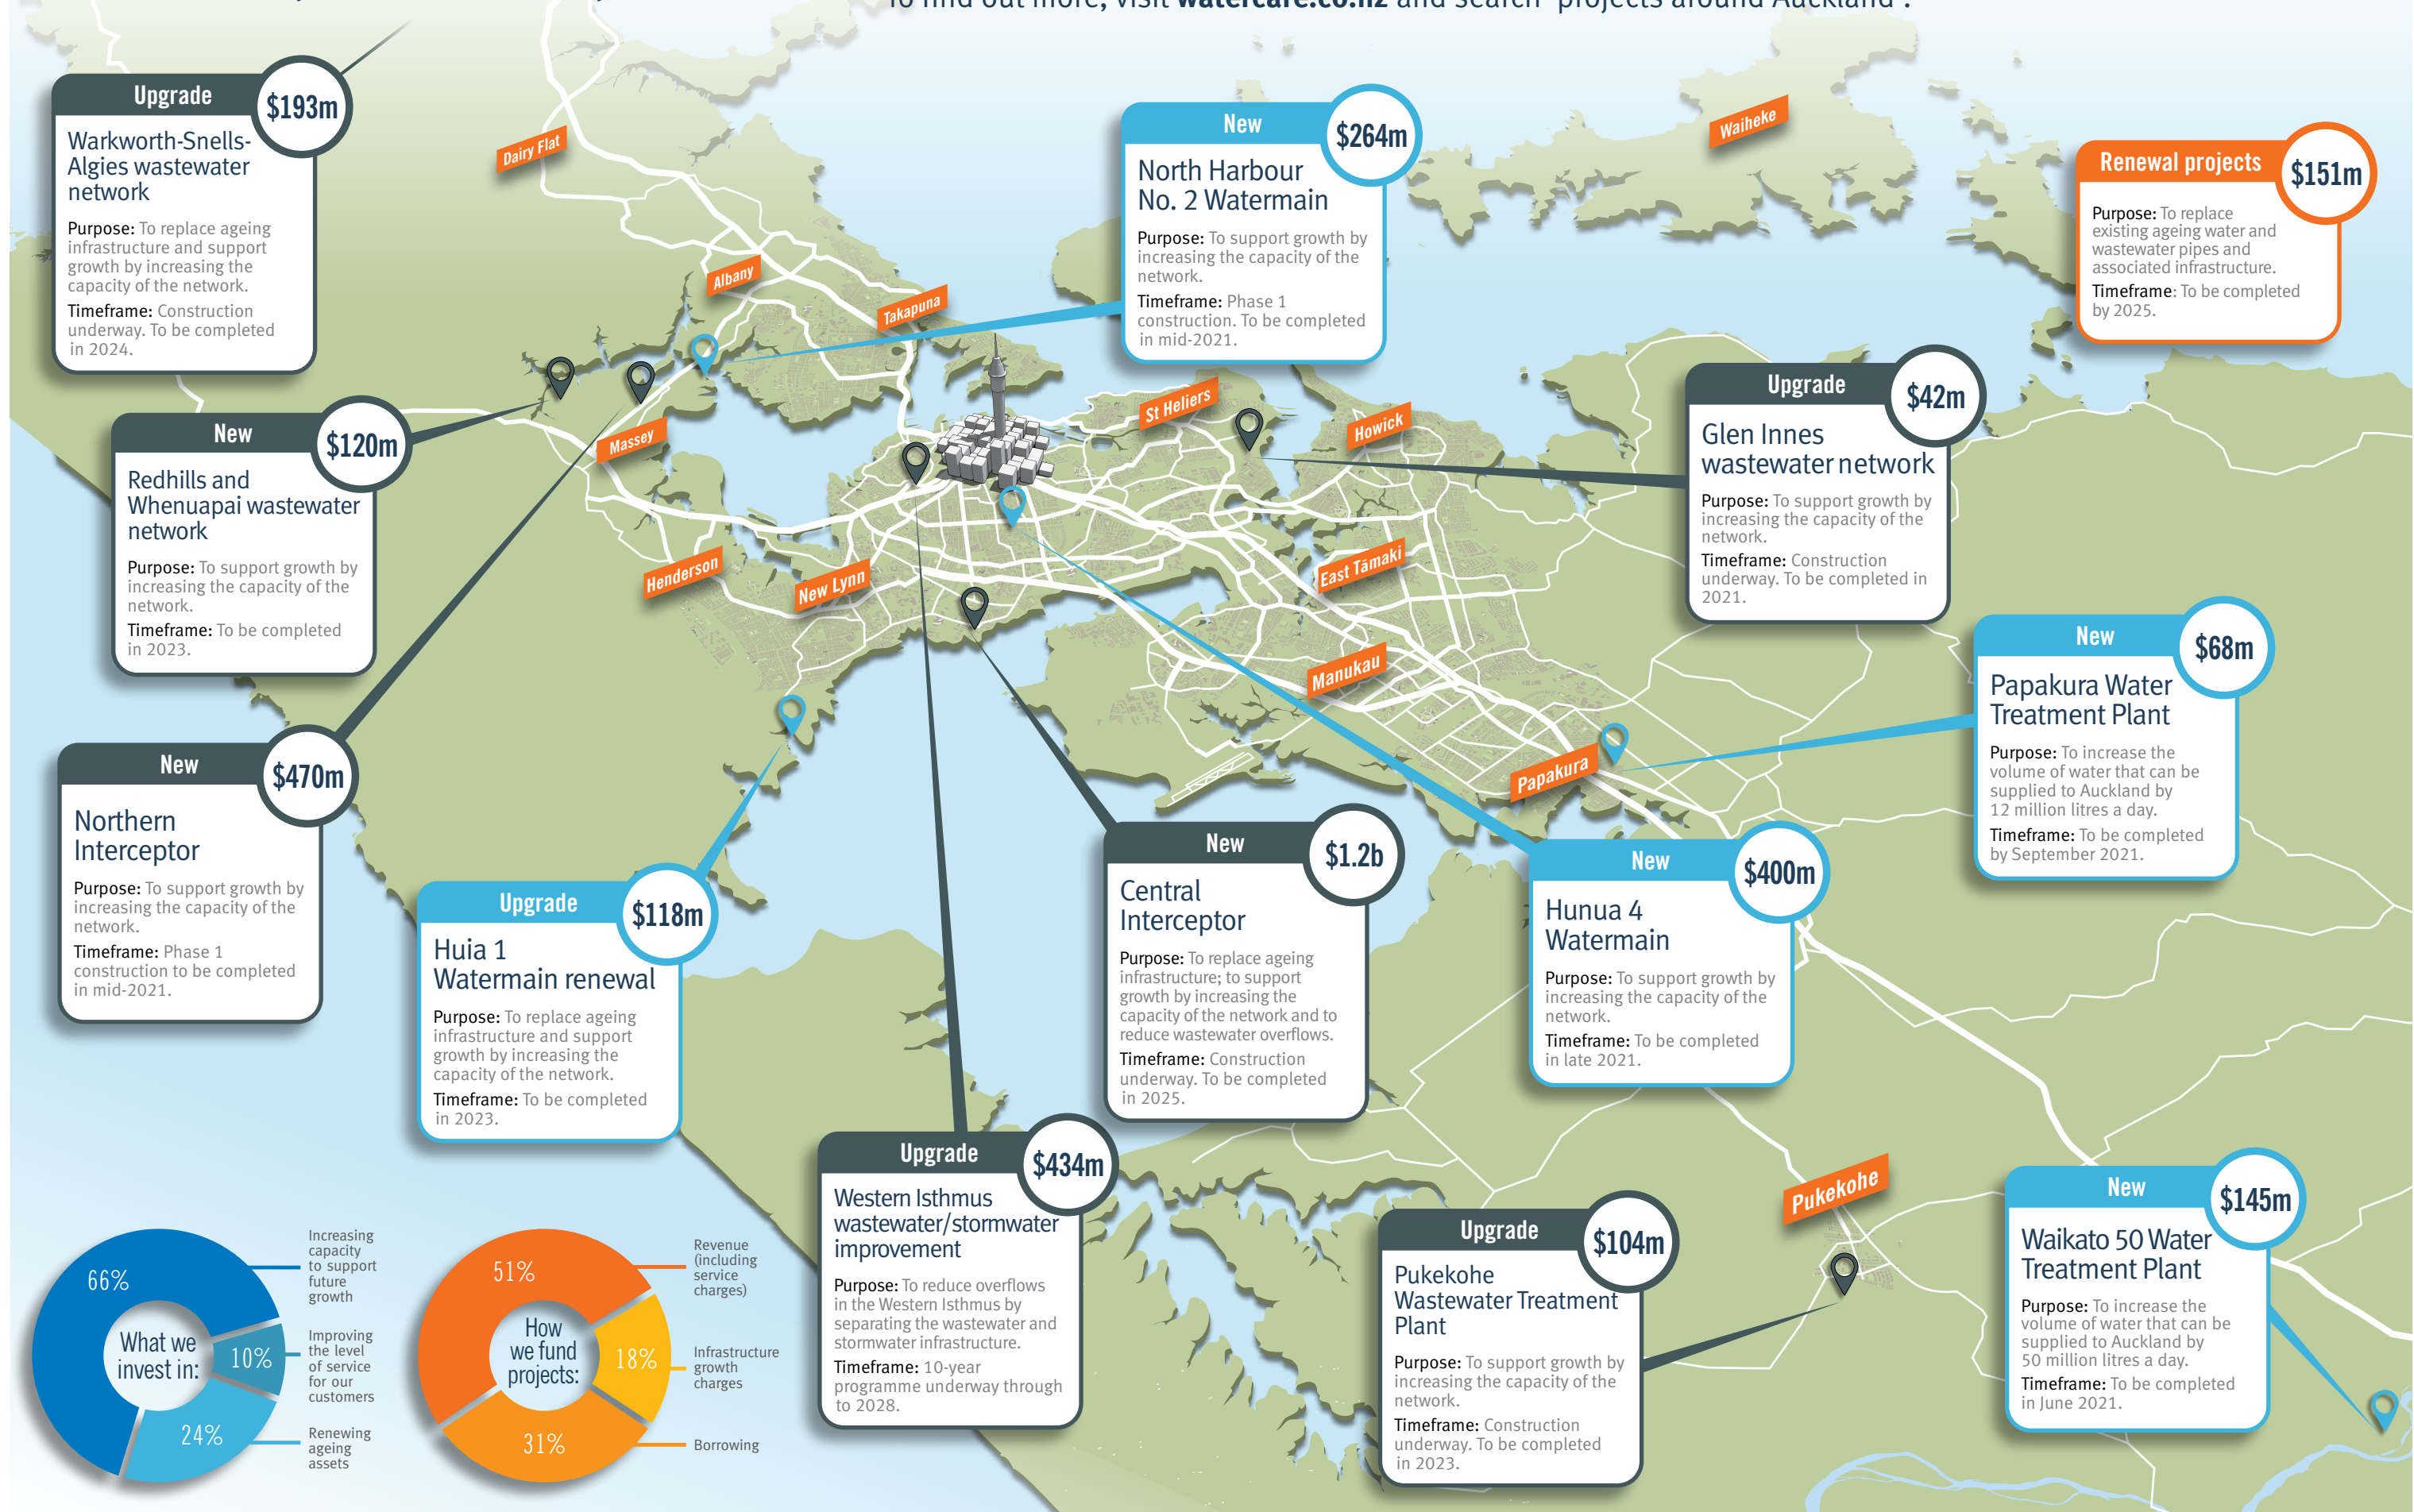 To find out more, visit watercare.co.nz and search 'projects around Auckland'.
Upgrade
$193m
Warkworth-Snells-
Algies wastewater
network
Purpose: To replace ageing
infrastructure and support
growth by increasing the
capacity of the network.
Timeframe: Construction
underway. To be completed
in 2024.
Dairy Flat
Albany
Takapuna
New
$264m
North Harbour
No. 2 Watermain
Purpose: To support growth by
increasing the capacity of the
network.
Timeframe: Phase 1
construction. To be completed
in mid-2021.
Waiheke
Renewal projects
$151m
Purpose: To replace
existing ageing water and
wastewater pipes and
associated infrastructure.
Timeframe: To be completed
by 2025.
New
$120m
Redhills and
Whenuapai wastewater
network
Purpose: To support growth by
increasing the capacity of the
network.
Timeframe: To be completed
in 2023.
Massey
St Heliers
Howick
Upgrade
$42m
Glen Innes
wastewater network
Purpose: To support growth by
increasing the capacity of the
network.
Timeframe: Construction
underway. To be completed in
2021.
Henderson
New Lynn
East Tāmaki
Manukau
Papakura
New
$68m
Papakura Water
Treatment Plant
Purpose: To increase the
volume of water that can be
supplied to Auckland by
12 million litres a day.
Timeframe: To be completed
by September 2021.
New
$470m
Northern
Interceptor
Purpose: To support growth by
increasing the capacity of the
network.
Timeframe: Phase 1
construction to be completed
in mid-2021.
Upgrade
$118m
Huia 1
Watermain renewal
Purpose: To replace ageing
infrastructure and support
growth by increasing the
capacity of the network.
Timeframe: To be completed
in 2023.
New
$1.2b
Central
Interceptor
Purpose: To replace ageing
infrastructure; to support
growth by increasing the
capacity of the network and to
reduce wastewater overflows.
Timeframe: Construction
underway. To be completed
in 2025.
New
$400m
Hunua 4
Watermain
Purpose: To support growth by
increasing the capacity of the
network.
Timeframe: To be completed
in late 2021.
Upgrade
$434m
Western Isthmus
wastewater/stormwater
improvement
Purpose: To reduce overflows
in the Western Isthmus by
separating the wastewater and
stormwater infrastructure.
Timeframe: 10-year
programme underway through
to 2028.
Upgrade
$104m
Pukekohe
Wastewater Treatment
Plant
Purpose: To support growth by
increasing the capacity of the
network.
Timeframe: Construction
underway. To be completed
in 2023.
Pukekohe
New
$145m
Waikato 50 Water
Treatment Plant
Purpose: To increase the
volume of water that can be
supplied to Auckland by
50 million litres a day.
Timeframe: To be completed
in June 2021.
What we
invest in:
66%
Increasing
capacity
to support
future
growth
10%
Improving
the level
of service
for our
customers
24%
Renewing
ageing
assets
How
we fund
projects:
51%
Revenue
(including
service
charges)
18%
Infrastructure
growth
charges
31%
Borrowing